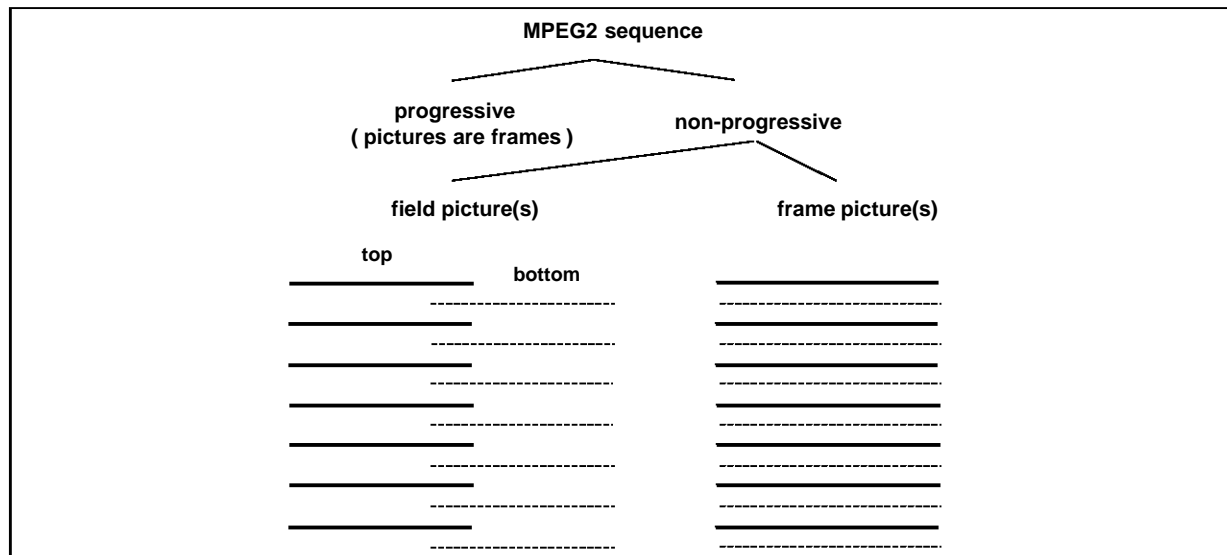 MPEG2 sequence
progressive
( pictures are frames )
non-progressive
field picture(s)
frame picture(s)
top
bottom